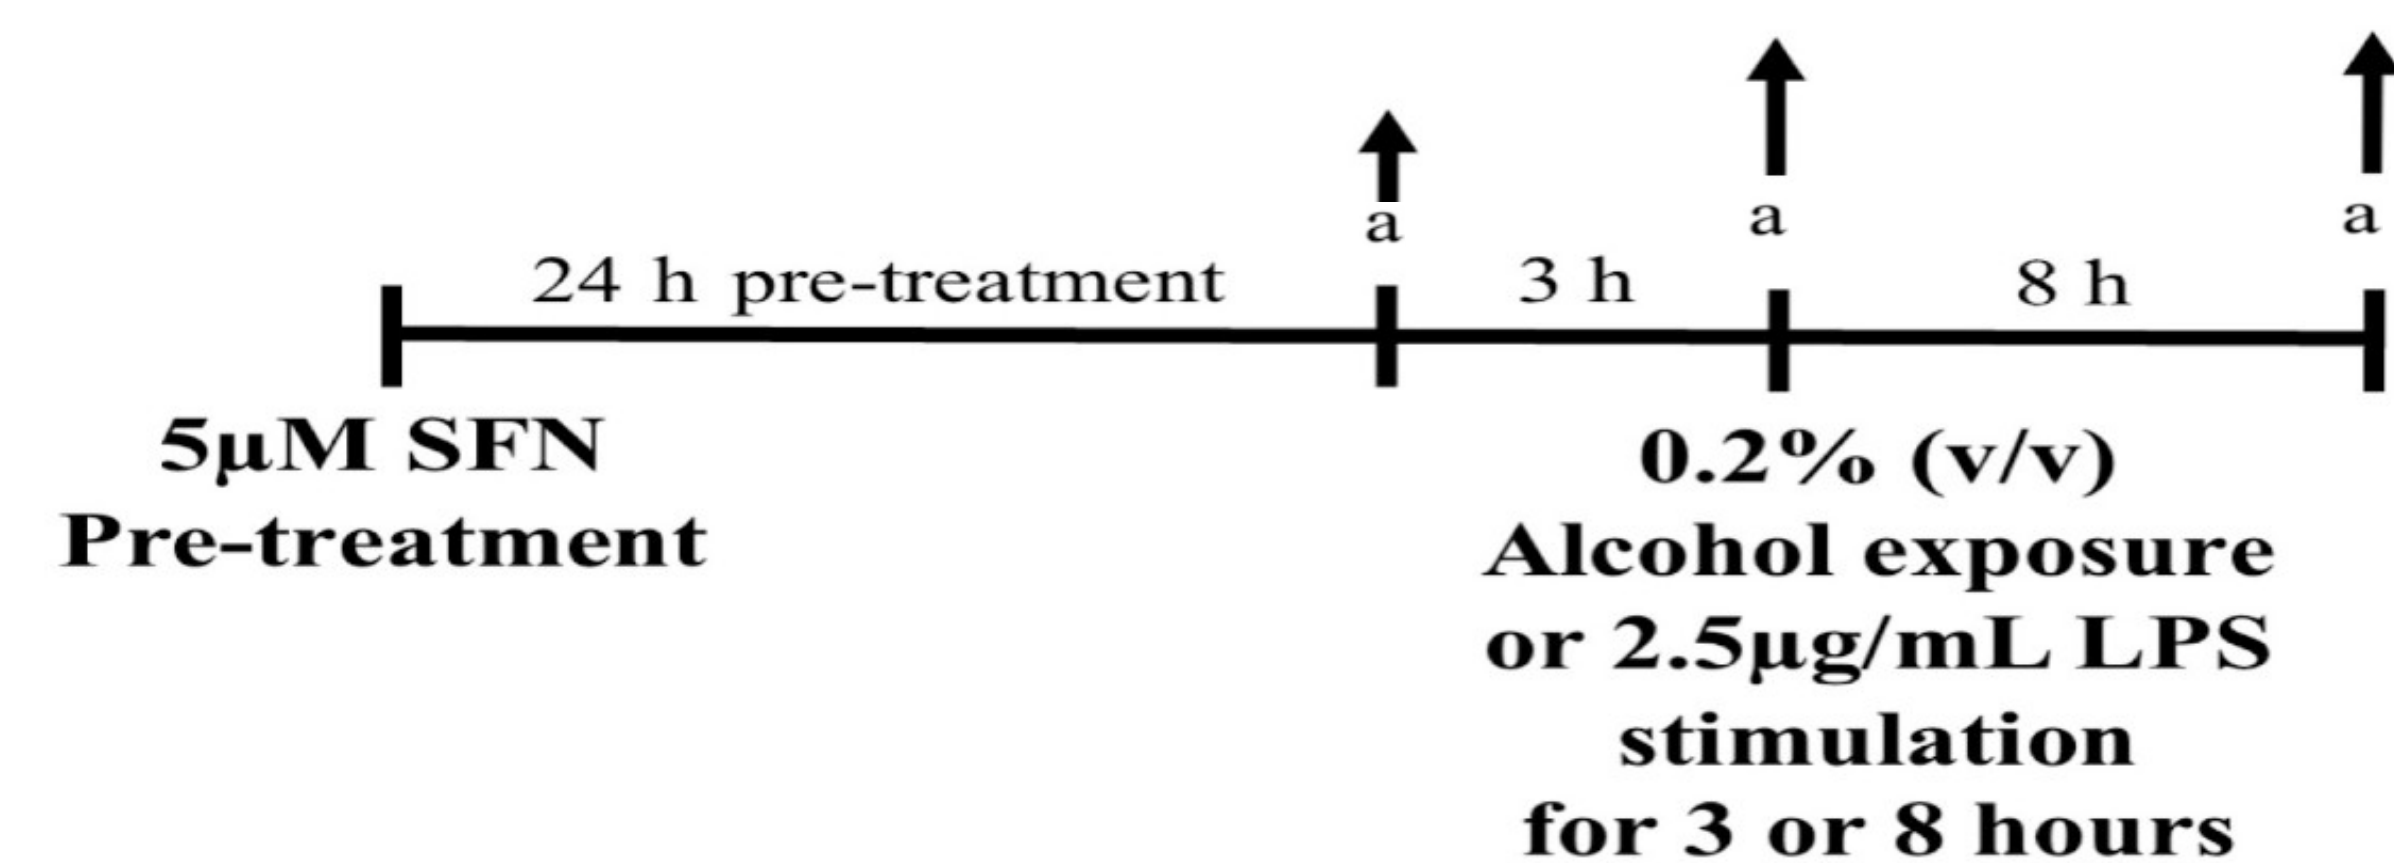 a
a
a
24 h pre-treatment
3 h
8 h
5μM SFN
Pre-treatment
0.2% (v/v)
Alcohol exposure
or 2.5μg/mL LPS
stimulation
for 3 or 8 hours